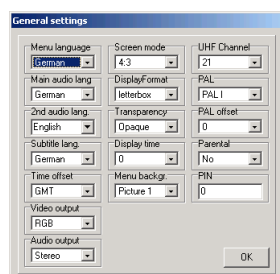 General settings
Menu language
German
Main audio lang
German
2nd audio lang.
English
Subtitle lang.
German
Time offset
GMT
Video output
RGB
Audio output
Stereo
Screen mode
4:3
DisplayFormat
letterbox
Transparency
Opaque
Display time
0
Menu backgr.
Picture 1
UHF Channel
21
PAL
PAL I
PAL offset
0
Parental
No
PIN
0
OK